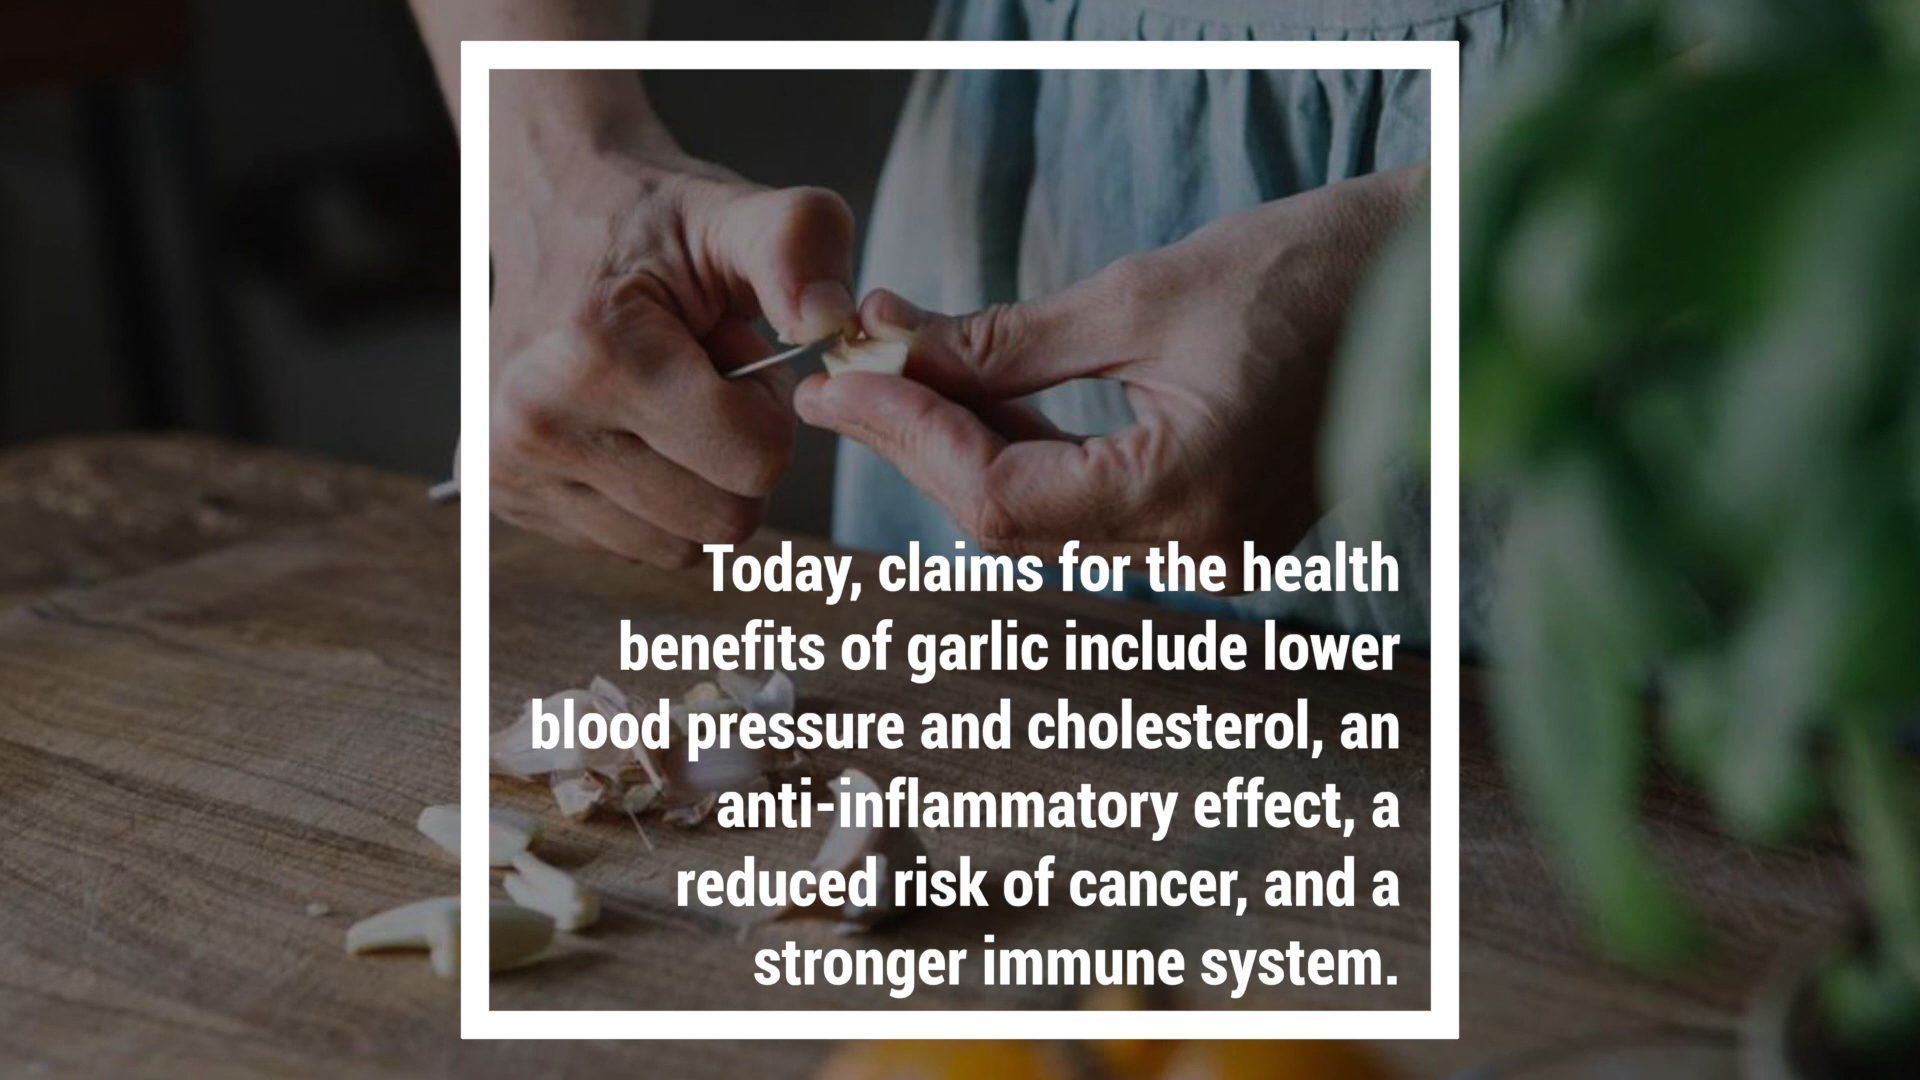 Today, claims for the health
benefits of garlic include lower
blood pressure and cholesterol, an
anti-inflammatory effect, a
reduced risk of cancer, and a
stronger immune system.